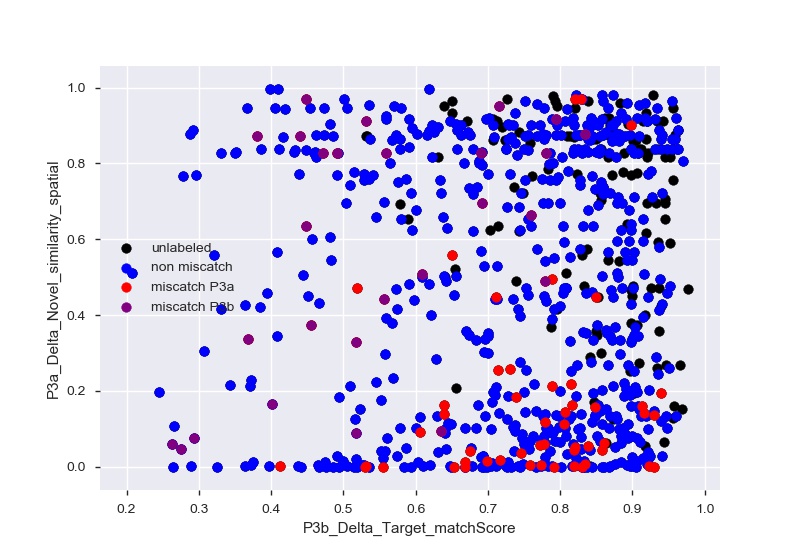 1.0
0.8
0.6
0.4
0.2
0.0
P3a_Delta_Novel_similarity_spatial
unlabeled
non miscatch
miscatch P3a
miscatch P3b
0.2 0.3 0.4 0.5 0.6 0.7 0.8 0.9 1.0
P3b_Delta_Target_matchScore